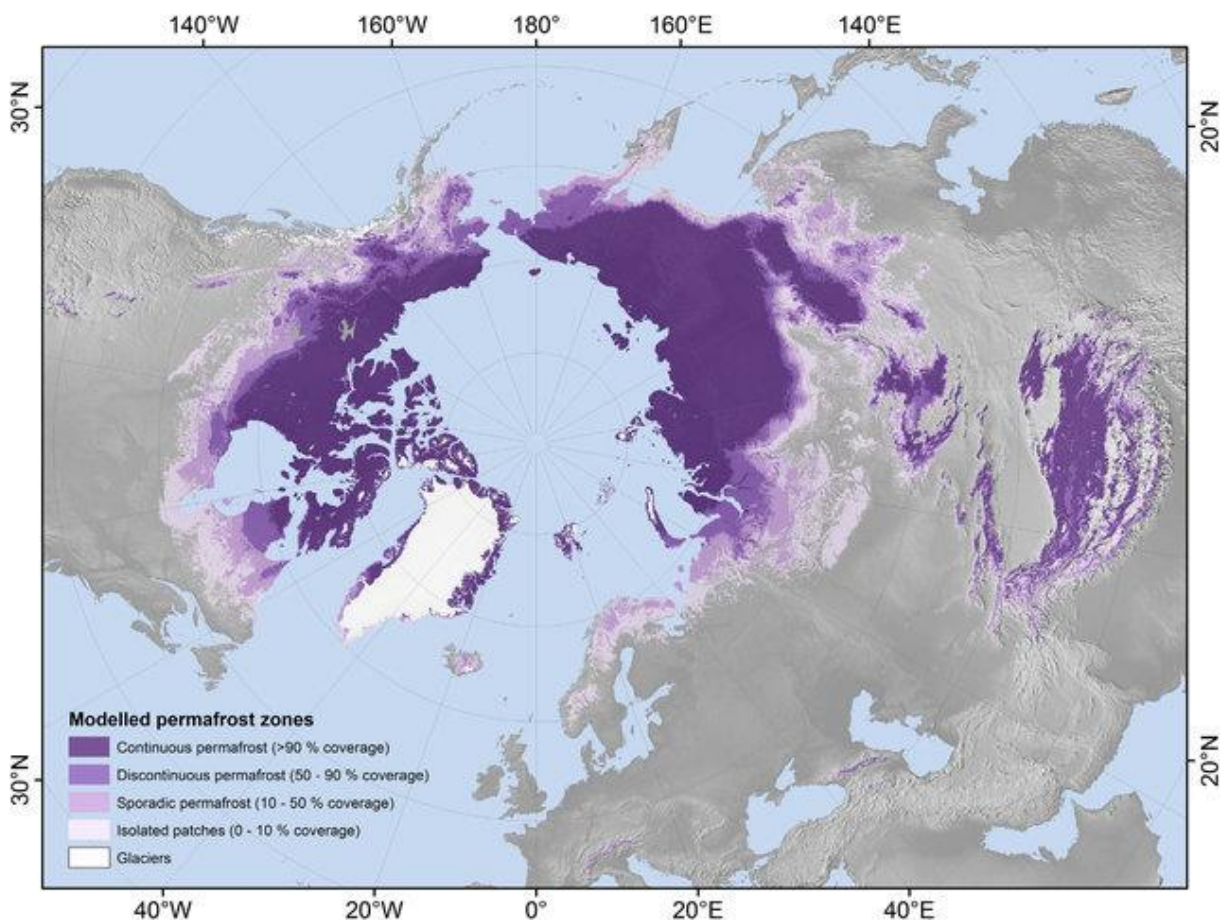 140°W 160°W 180° 160°E 140°E
30°N
20°N
Modelled permafrost zones
Continuous permafrost (>90 % coverage)
Discontinuous permafrost (50 - 90 % coverage)
Sporadic permafrost (10 - 50 % coverage)
Isolated patches (0 - 10 % coverage)
Glaciers
30°N
20°N
40°W 20°W 0° 20°E 40°E